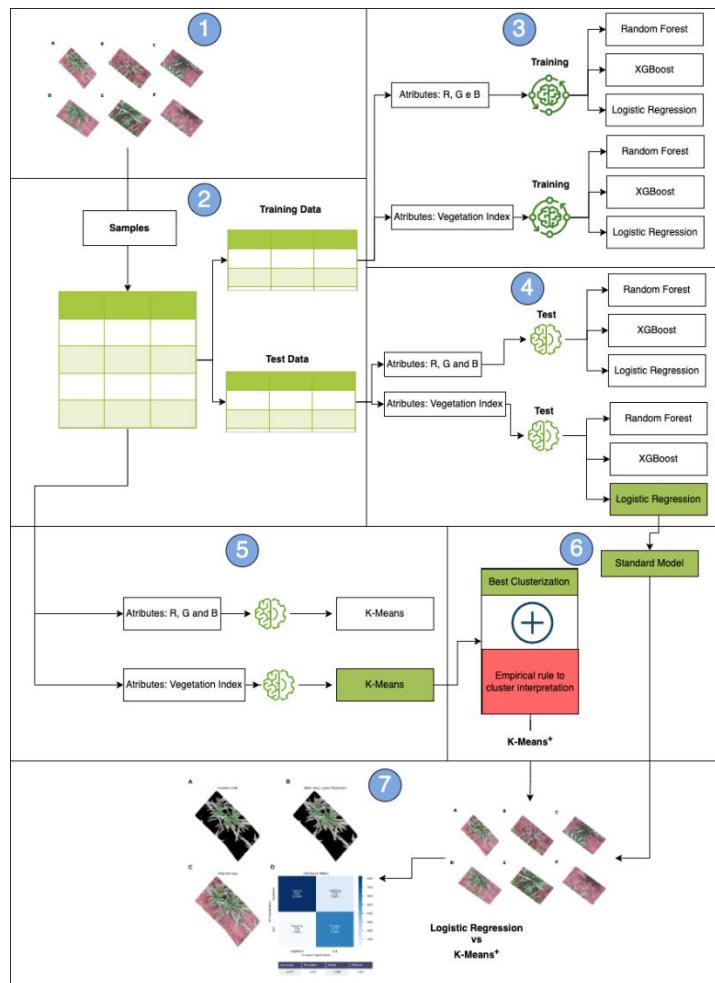 1
A
B
C
D
E
F
2
Samples
Training Data
Test Data
3
Atributes: R, G e B
Training
Random Forest
XGBoost
Logistic Regression
Atributes: Vegetation Index
Training
Random Forest
XGBoost
Logistic Regression
4
Atributes: R, G and B
Test
Random Forest
XGBoost
Logistic Regression
Atributes: Vegetation Index
Test
Random Forest
XGBoost
Logistic Regression
5
Atributes: R, G and B
K-Means
Atributes: Vegetation Index
K-Means
6
Standard Model
Best Clusterization
Empirical rule to
cluster interpretation
K-Means+
7
A
B
C
D
A
B
C
D
E
F
Logistic Regression
vs
K-Means+